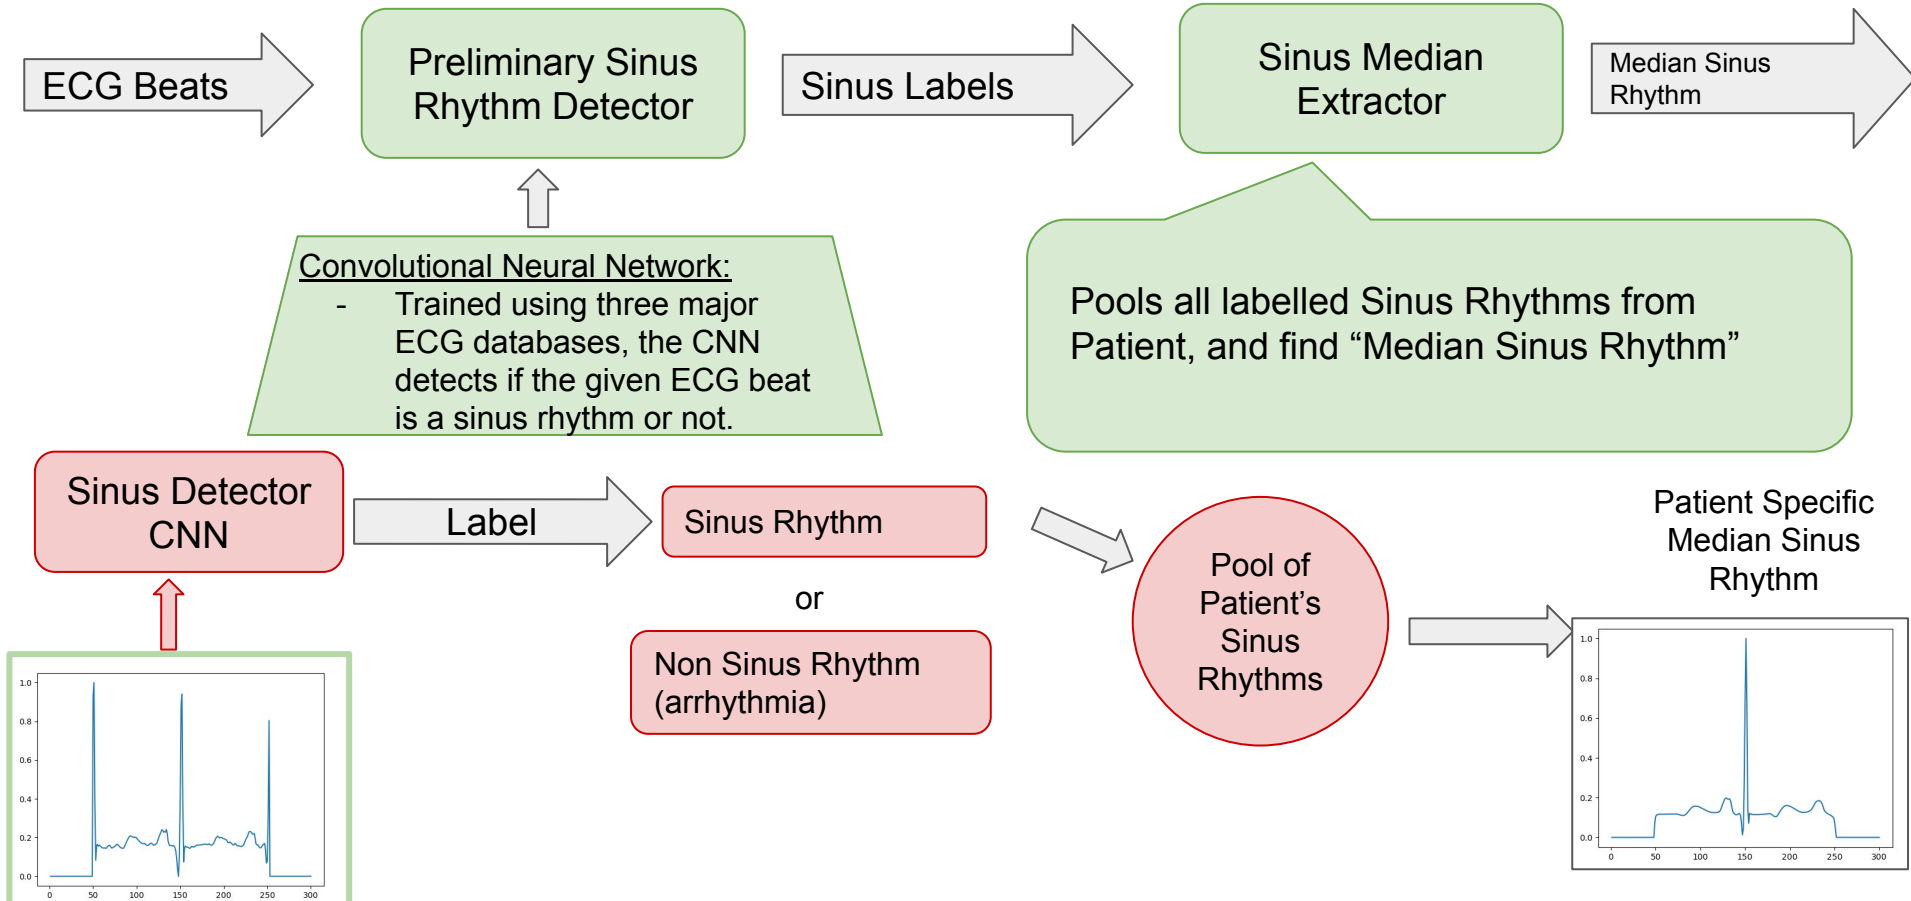 ECG Beats
Preliminary Sinus
Rhythm Detector
Sinus Labels
Sinus Median
Extractor
Median Sinus
Rhythm
Convolutional Neural Network:
- Trained using three major
ECG databases, the CNN
detects if the given ECG beat
is a sinus rhythm or not.
Pools all labelled Sinus Rhythms from
Patient, and find “Median Sinus Rhythm”
Sinus Detector
CNN
Label
Sinus Rhythm
or
Non Sinus Rhythm
(arrhythmia)
Pool of
Patient’s
Sinus
Rhythms
Patient Specific
Median Sinus
Rhythm
1.0
0.8
0.6
0.4
0.2
0.0
0 50 100 150 200 250 300
1.0
0.8
0.6
0.4
0.2
0.0
0 50 100 150 200 250 300